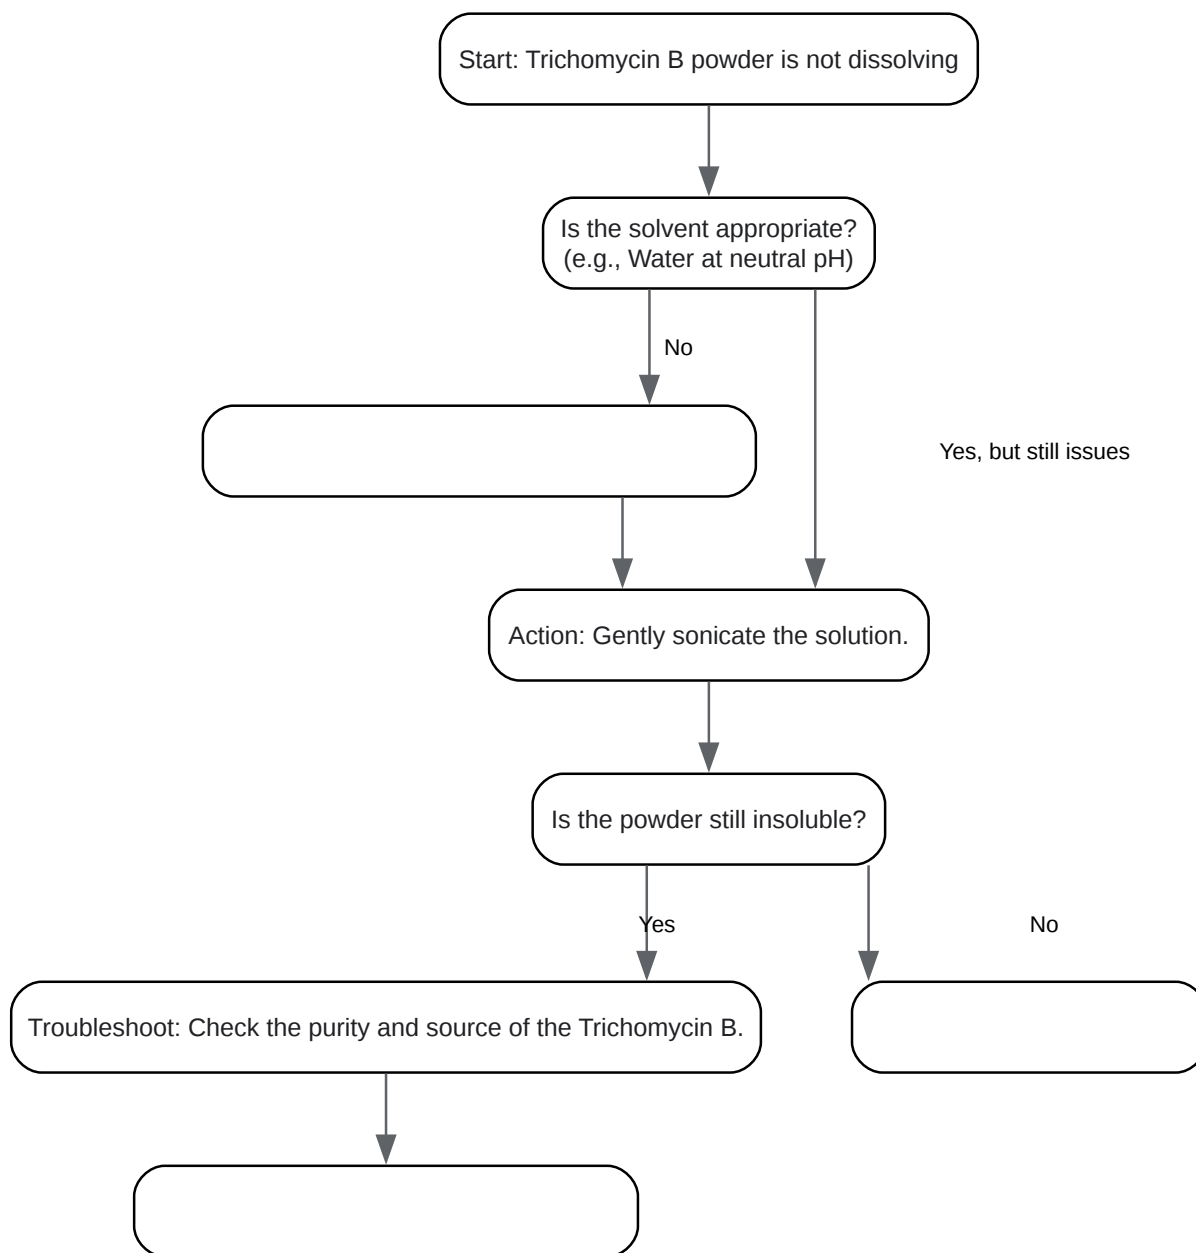 Start: Trichomycin B powder is not dissolving
Is the solvent appropriate?
(e.g., Water at neutral pH)
No
Yes, but still issues
Action: Gently sonicate the solution.
Is the powder still insoluble?
Yes
No
Troubleshoot: Check the purity and source of the Trichomycin B.